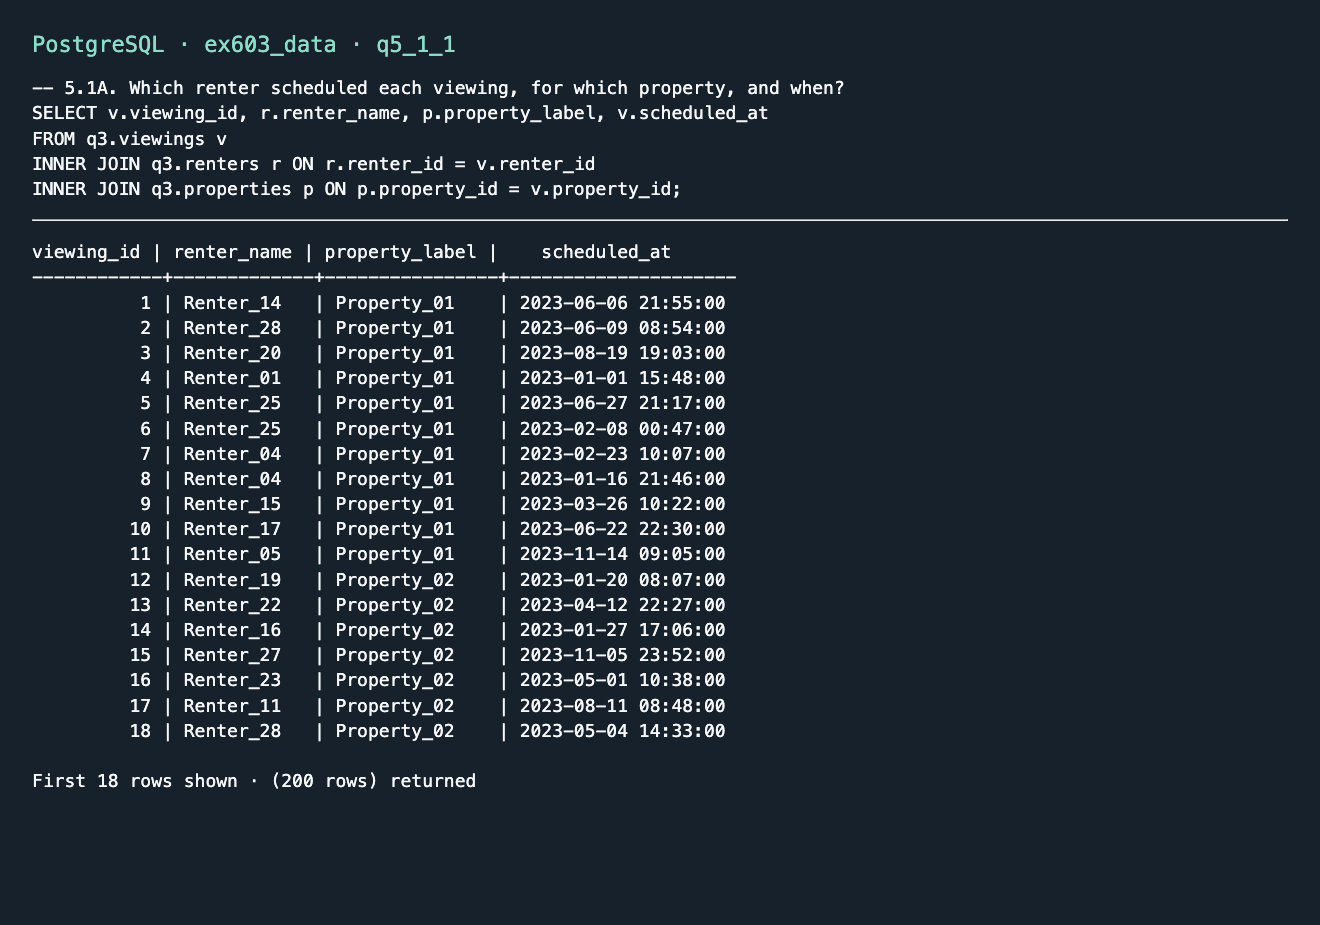 PostgreSQL · ex603_data · q5_1_1
-- 5.1A. Which renter scheduled each viewing, for which property, and when?
SELECT v.viewing_id, r.renter_name, p.property_label, v.scheduled_at
FROM q3.viewings v
INNER JOIN q3.renters r ON r.renter_id = v.renter_id
INNER JOIN q3.properties p ON p.property_id = v.property_id;
viewing_id | renter_name | property_label |    scheduled_at
------------+-------------+----------------+---------------------
          1 | Renter_14   | Property_01    | 2023-06-06 21:55:00
          2 | Renter_28   | Property_01    | 2023-06-09 08:54:00
          3 | Renter_20   | Property_01    | 2023-08-19 19:03:00
          4 | Renter_01   | Property_01    | 2023-01-01 15:48:00
          5 | Renter_25   | Property_01    | 2023-06-27 21:17:00
          6 | Renter_25   | Property_01    | 2023-02-08 00:47:00
          7 | Renter_04   | Property_01    | 2023-02-23 10:07:00
          8 | Renter_04   | Property_01    | 2023-01-16 21:46:00
          9 | Renter_15   | Property_01    | 2023-03-26 10:22:00
         10 | Renter_17   | Property_01    | 2023-06-22 22:30:00
         11 | Renter_05   | Property_01    | 2023-11-14 09:05:00
         12 | Renter_19   | Property_02    | 2023-01-20 08:07:00
         13 | Renter_22   | Property_02    | 2023-04-12 22:27:00
         14 | Renter_16   | Property_02    | 2023-01-27 17:06:00
         15 | Renter_27   | Property_02    | 2023-11-05 23:52:00
         16 | Renter_23   | Property_02    | 2023-05-01 10:38:00
         17 | Renter_11   | Property_02    | 2023-08-11 08:48:00
         18 | Renter_28   | Property_02    | 2023-05-04 14:33:00
First 18 rows shown · (200 rows) returned